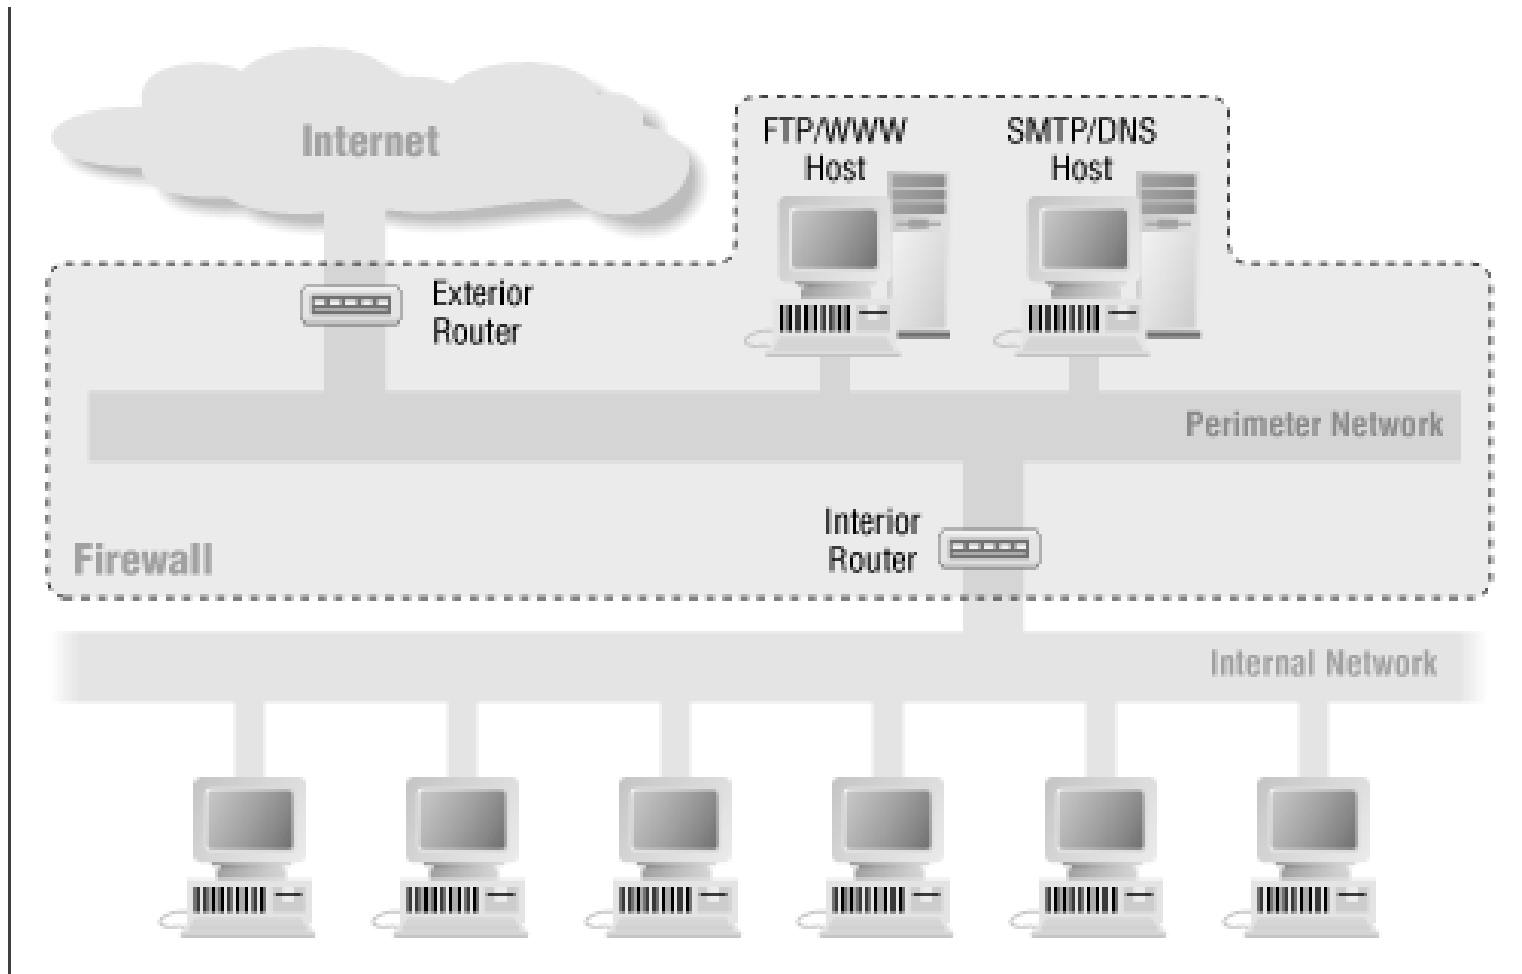 Internet
FTP/WWW
Host
SMTP/DNS
Host
Exterior
Router
Perimeter Network
Interior
Router
Firewall
Internal Network